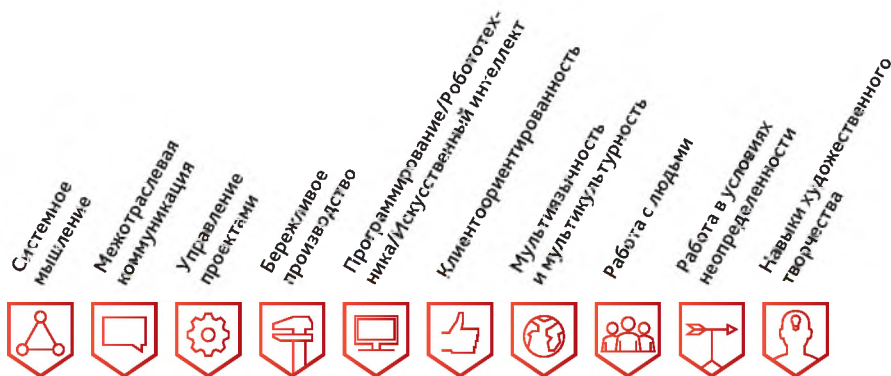 Системное
мышление
Межотраслевая
коммуникация
Управление
проектами
Бережливое
производство
Программирование/Робототех-
ника/Искусственный интеллект
Клиентоориентированность
Мультиязычность
и мультикультурность
Работа с людьми
Работа в условиях
неопределенности
Навыки художественного
творчества